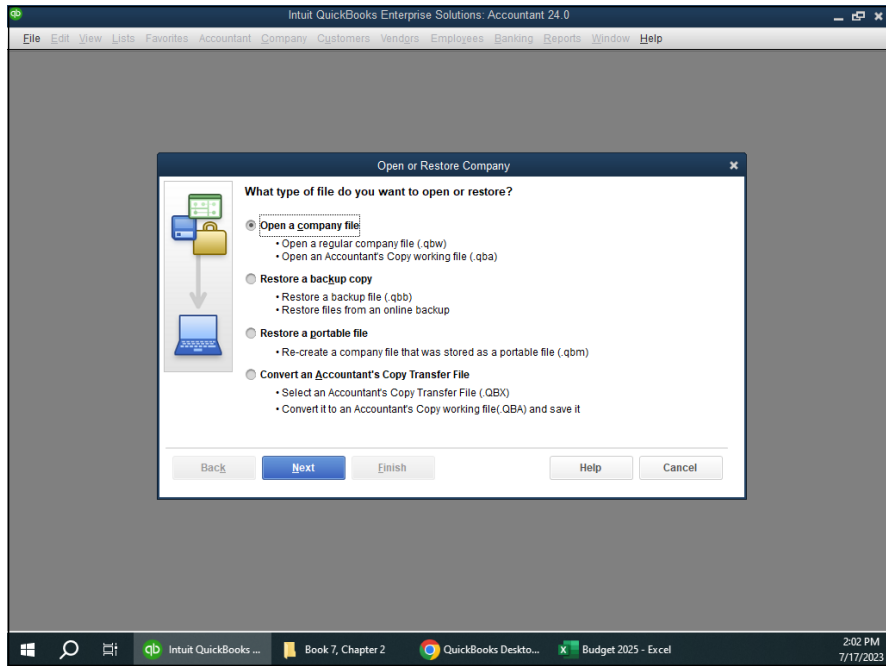 qb
Intuit QuickBooks Enterprise Solutions: Accountant 24.0
File Edit View Lists Favorites Accountant Company Customers Vendors Employees Banking Reports Window Help
Open or Restore Company
What type of file do you want to open or restore?
Open a company file
• Open a regular company file (.qbw)
• Open an Accountant's Copy working file (.qba)
Restore a backup copy
• Restore a backup file (.qbb)
• Restore files from an online backup
Restore a portable file
• Re-create a company file that was stored as a portable file (.qbm)
Convert an Accountant's Copy Transfer File
• Select an Accountant's Copy Transfer File (.QBX)
• Convert it to an Accountant's Copy working file(.QBA) and save it
Back Next Finish Help Cancel
qb Intuit QuickBooks ... Book 7, Chapter 2 QuickBooks Deskto... X Budget 2025 - Excel 2:02 PM
7/17/2023